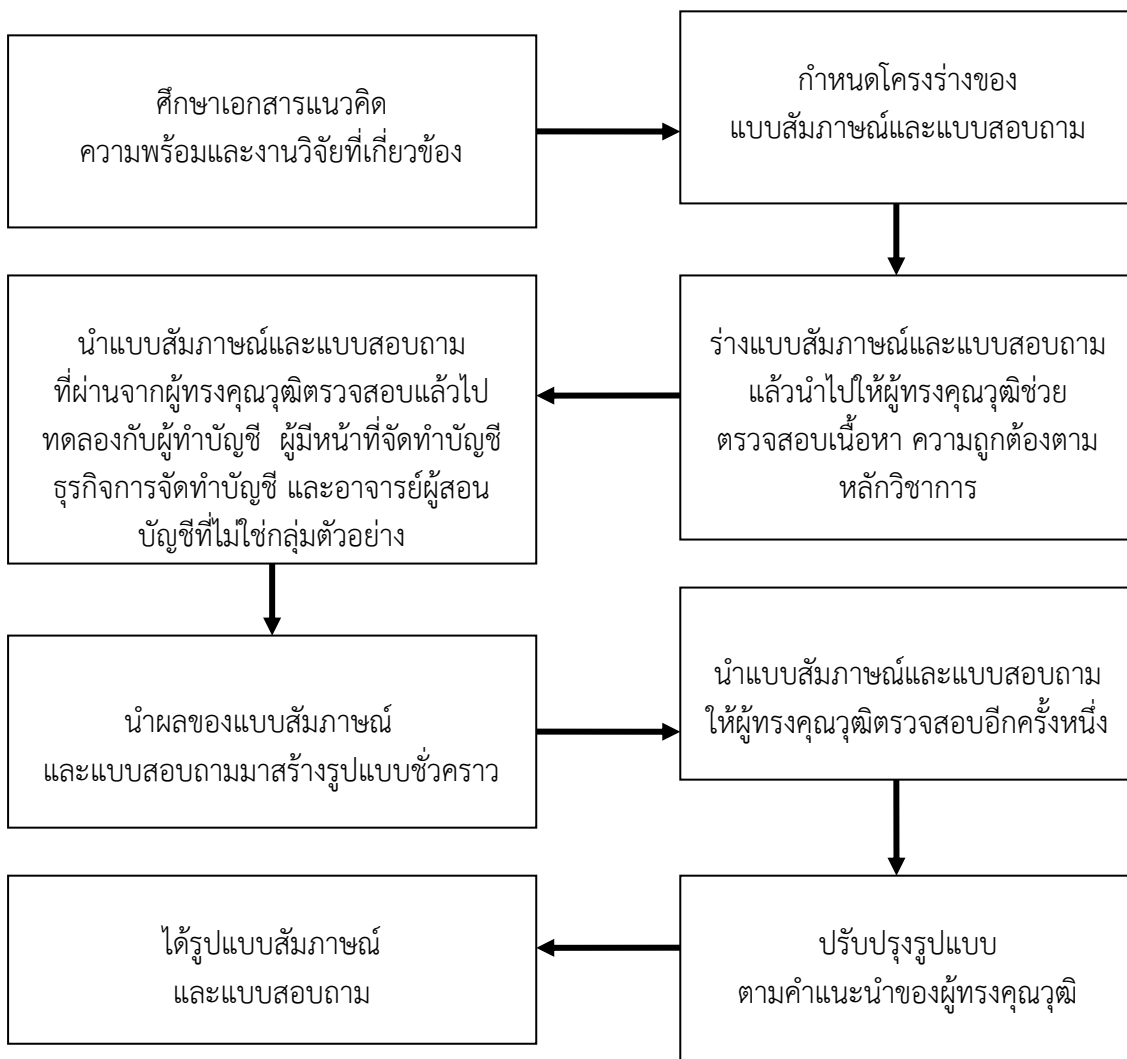 ศึกษาเอกสารแนวคิด
ความพร้อมและงานวิจัยที่เกี่ยวข้อง
กำหนดโครงร่างของ
แบบสัมภาษณ์และแบบสอบถาม
ร่างแบบสัมภาษณ์และแบบสอบถาม
แล้วนำไปให้ผู้ทรงคุณวุฒิช่วย
ตรวจสอบเนื้อหา ความถูกต้องตาม
หลักวิชาการ
นำแบบสัมภาษณ์และแบบสอบถาม
ที่ผ่านจากผู้ทรงคุณวุฒิตรวจสอบแล้วไป
ทดลองกับผู้ทำบัญชี ผู้มีหน้าที่จัดทำบัญชี
ธุรกิจการจัดทำบัญชี และอาจารย์ผู้สอน
บัญชีที่ไม่ใช่กลุ่มตัวอย่าง
นำผลของแบบสัมภาษณ์
และแบบสอบถามมาสร้างรูปแบบชั่วคราว
นำแบบสัมภาษณ์และแบบสอบถาม
ให้ผู้ทรงคุณวุฒิตรวจสอบอีกครั้งหนึ่ง
ปรับปรุงรูปแบบ
ตามคำแนะนำของผู้ทรงคุณวุฒิ
ได้รูปแบบสัมภาษณ์
และแบบสอบถาม